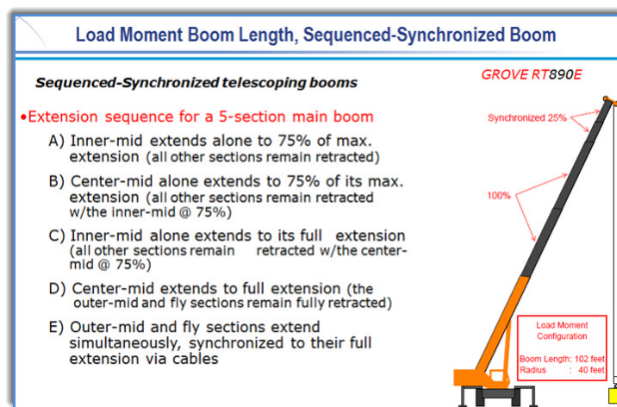 Load Moment Boom Length, Sequenced-Synchronized Boom
Sequenced-Synchronized telescoping booms
GROVE RT890E
•Extension sequence for a 5-section main boom
Synchronized 25%
A) Inner-mid extends alone to 75% of max.
extension (all other sections remain retracted)
B) Center-mid alone extends to 75% of its max.
extension (all other sections remain retracted
w/the inner-mid @ 75%)
100%
C) Inner-mid alone extends to its full extension
(all other sections remain retracted w/the center-
mid @ 75%)
D) Center-mid extends to full extension (the
outer-mid and fly sections remain fully retracted)
E) Outer-mid and fly sections extend
simultaneously, synchronized to their full
extension via cables
Load Moment
Configuration
Boom Length: 102 feet
Radius : 40 feet